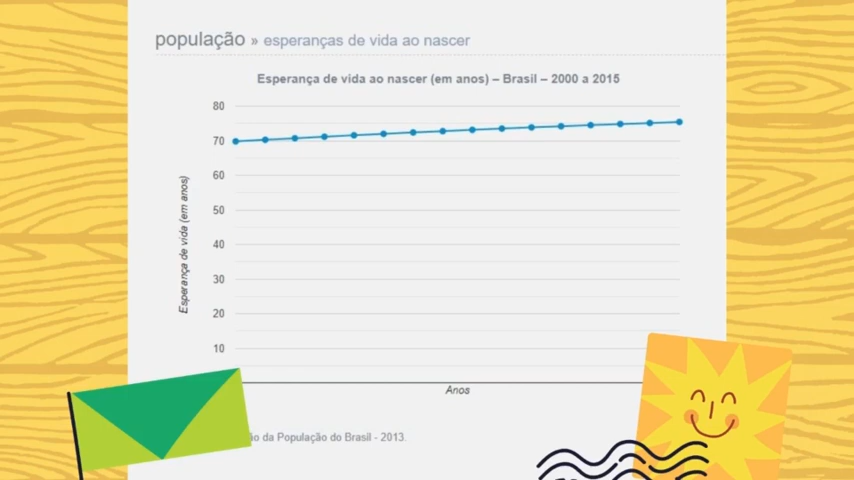 população » esperanças de vida ao nascer
Esperança de vida ao nascer (em anos) – Brasil – 2000 a 2015
80
70
60
50
40
30
20
10
Esperança de vida (em anos)
Anos
da População do Brasil - 2013.